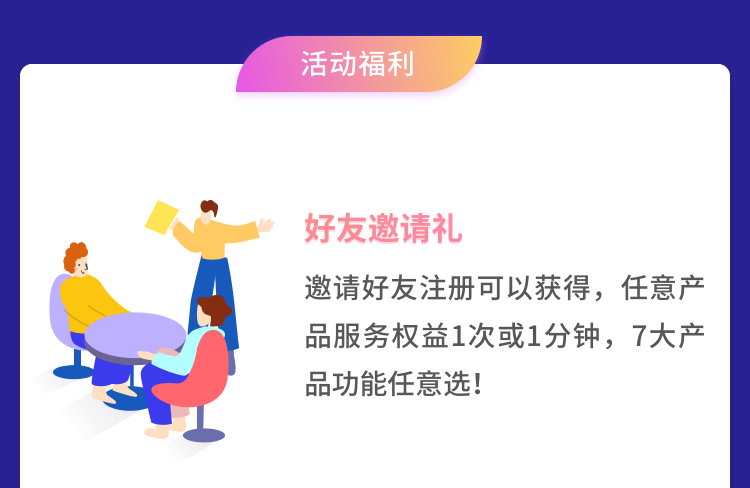 活动福利
好友邀请礼
邀请好友注册可以获得，任意产
品服务权益1次或1分钟，7大产
品功能任意选！